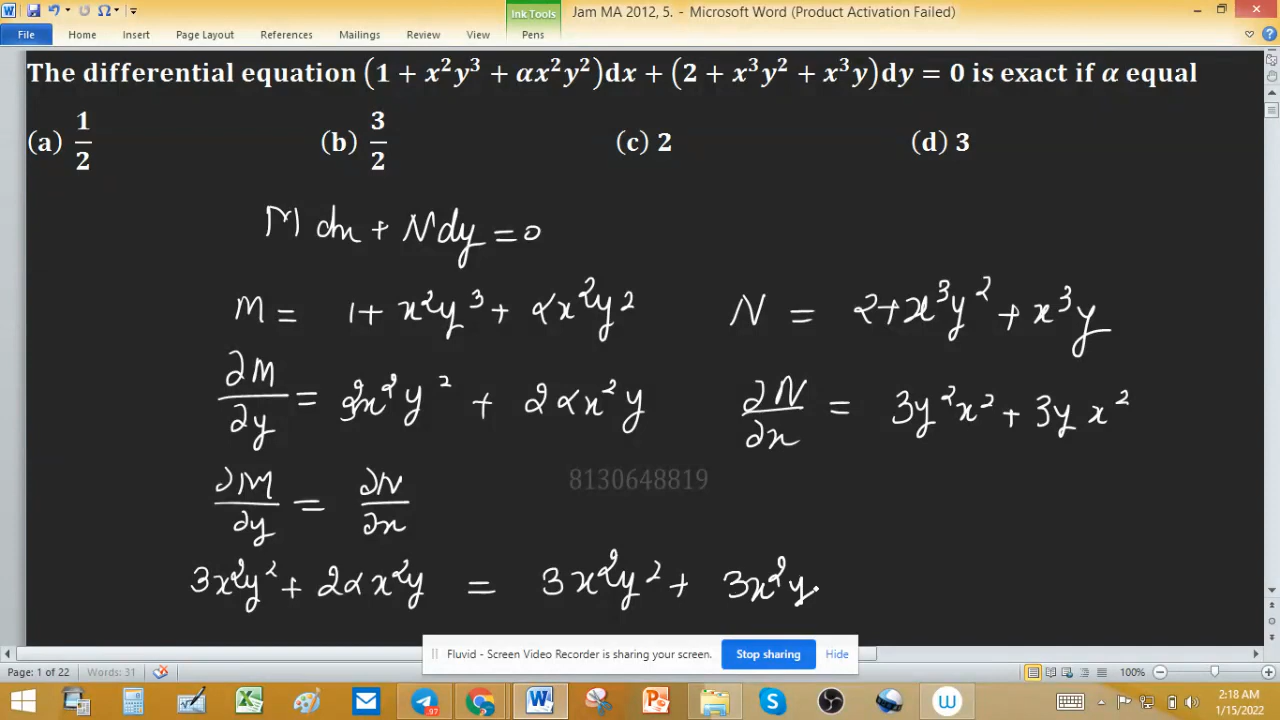 Jam MA 2012, 5. - Microsoft Word (Product Activation Failed)
Ink Tools
File Home Insert Page Layout References Mailings Review View Pens
The differential equation (1 + x²y³ + αx²y²)dx + (2 + x³y² + x³y)dy = 0 is exact if α equal
(a) 1/2 (b) 3/2 (c) 2 (d) 3
M dx + N dy = 0
M = 1 + x²y³ + αx²y² N = 2 + x³y² + x³y
∂M/∂y = 3x²y² + 2αx²y ∂N/∂x = 3y²x² + 3yx²
8130648819
∂M/∂y = ∂N/∂x
3x²y² + 2αx²y = 3x²y² + 3x²y
Fluvid - Screen Video Recorder is sharing your screen. Stop sharing Hide
Page: 1 of 22 Words: 31 100%
97
2:18 AM
1/15/2022